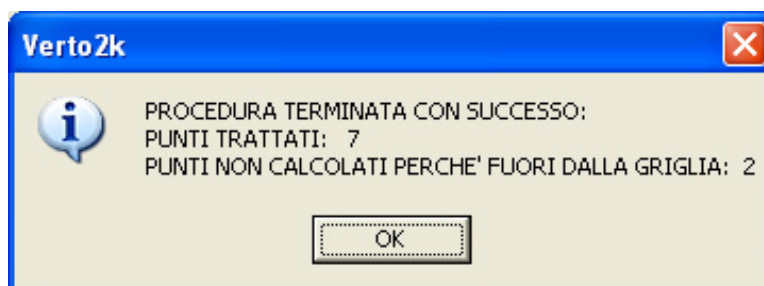 Verto2k
PROCEDURA TERMINATA CON SUCCESSO:
PUNTI TRATTATI: 7
PUNTI NON CALCOLATI PERCHE' FUORI DALLA GRIGLIA: 2
OK